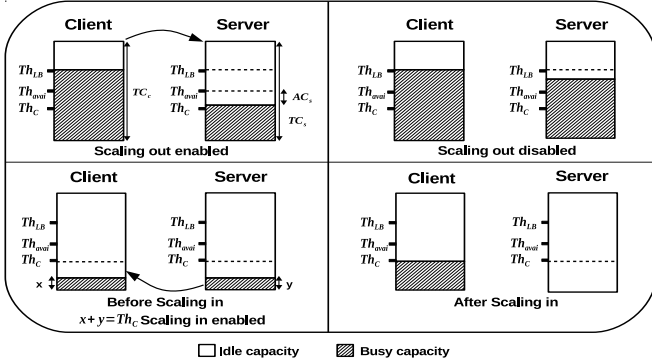 Client
Server
Th_LB
Th_avai
Th_C
TC_c
Th_LB
Th_avai
Th_C
AC_s
TC_s
Scaling out enabled
Client
Server
Th_LB
Th_avai
Th_C
Th_LB
Th_avai
Th_C
Scaling out disabled
Client
Server
Th_LB
Th_avai
Th_C
x
Th_LB
Th_avai
Th_C
y
Before Scaling in
x+y=Th_C Scaling in enabled
Client
Server
Th_LB
Th_avai
Th_C
Th_LB
Th_avai
Th_C
After Scaling in
Idle capacity
Busy capacity